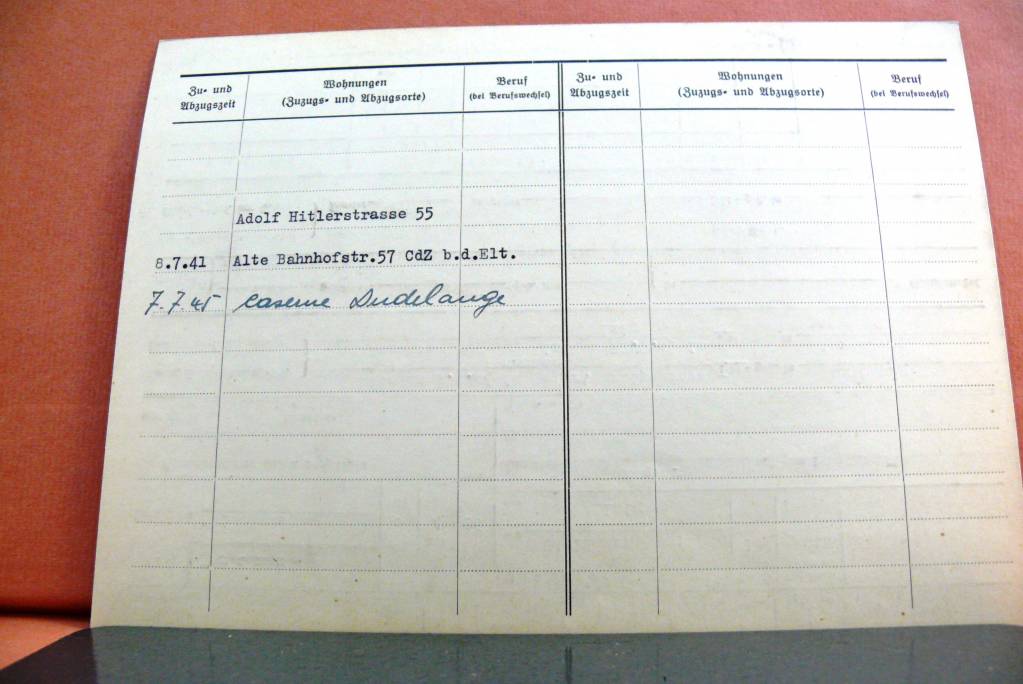 Zu- und Abzugszeit
Wohnungen
(Zuzugs- und Abzugsorte)
Beruf
(bei Berufswechsel)
Zu- und Abzugszeit
Wohnungen
(Zuzugs- und Abzugsorte)
Beruf
(bei Berufswechsel)
Adolf Hitlerstrasse 55
8.7.41 Alte Bahnhofstr.57 CdZ b.d.Elt.
7.7.45 caserne Dudelange